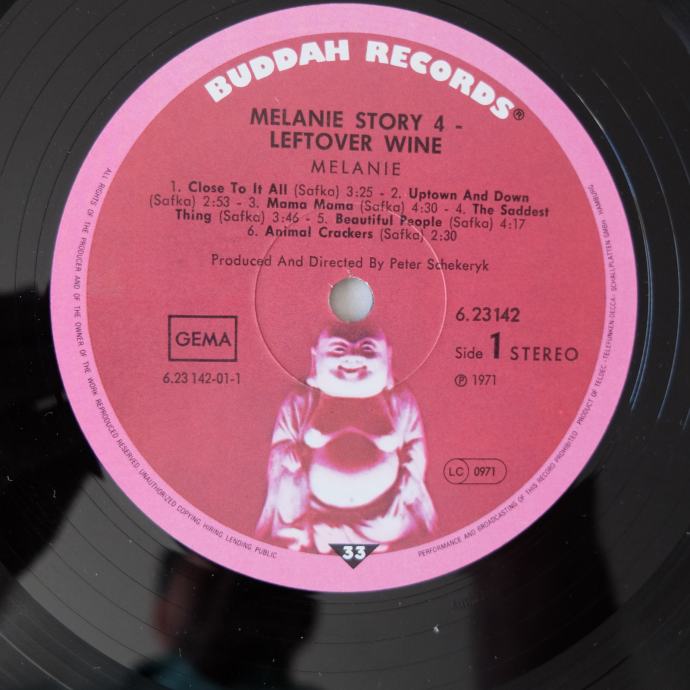 BUDDAH RECORDS®
MELANIE STORY 4 -
LEFTOVER WINE
MELANIE
1. Close To It All (Safka) 3:25 - 2. Uptown And Down
(Safka) 2:53 - 3. Mama Mama (Safka) 4:30 - 4. The Saddest
Thing (Safka) 3:46 - 5. Beautiful People (Safka) 4:17
6. Animal Crackers (Safka) 2:30
Produced And Directed By Peter Schekeryk
GEMA
6.23 142-01-1
6.23142
Side 1 STEREO
℗ 1971
LC 0971
33
ALL RIGHTS OF THE PRODUCER AND OF THE OWNER OF THE WORK REPRODUCED RESERVED. UNAUTHORIZED COPYING, HIRING, LENDING, PUBLIC
PERFORMANCE AND BROADCASTING OF THIS RECORD PROHIBITED · PRODUCT OF TELDEC »TELEFUNKEN-DECCA« SCHALLPLATTEN GMBH HAMBURG